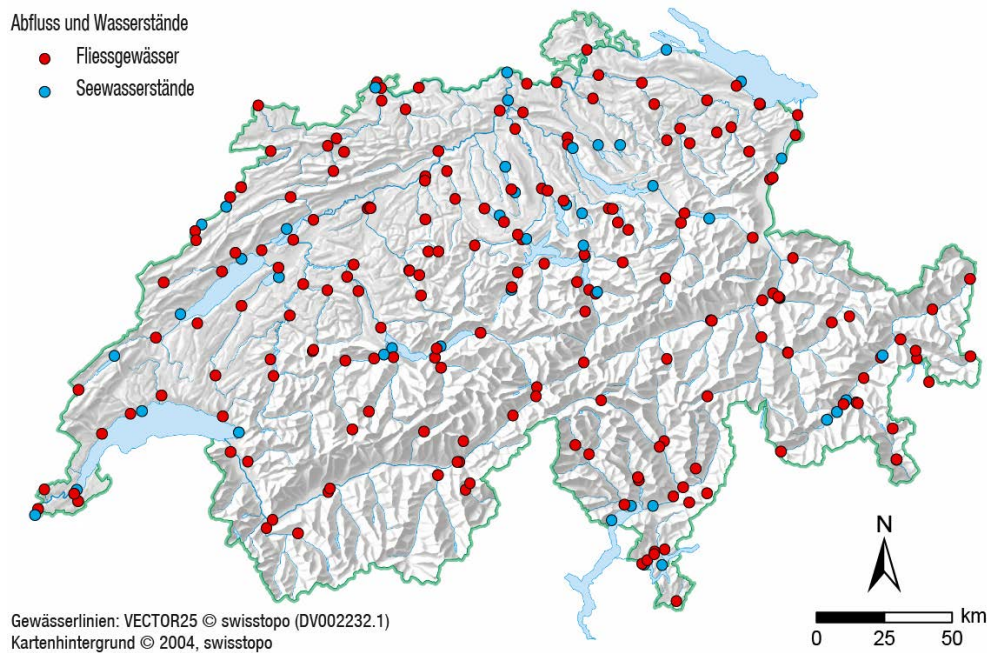 Abfluss und Wasserstände
Fliessgewässer
Seewasserstände
N
km
0 25 50
Gewässerlinien: VECTOR25 © swisstopo (DV002232.1)
Kartenhintergrund © 2004, swisstopo